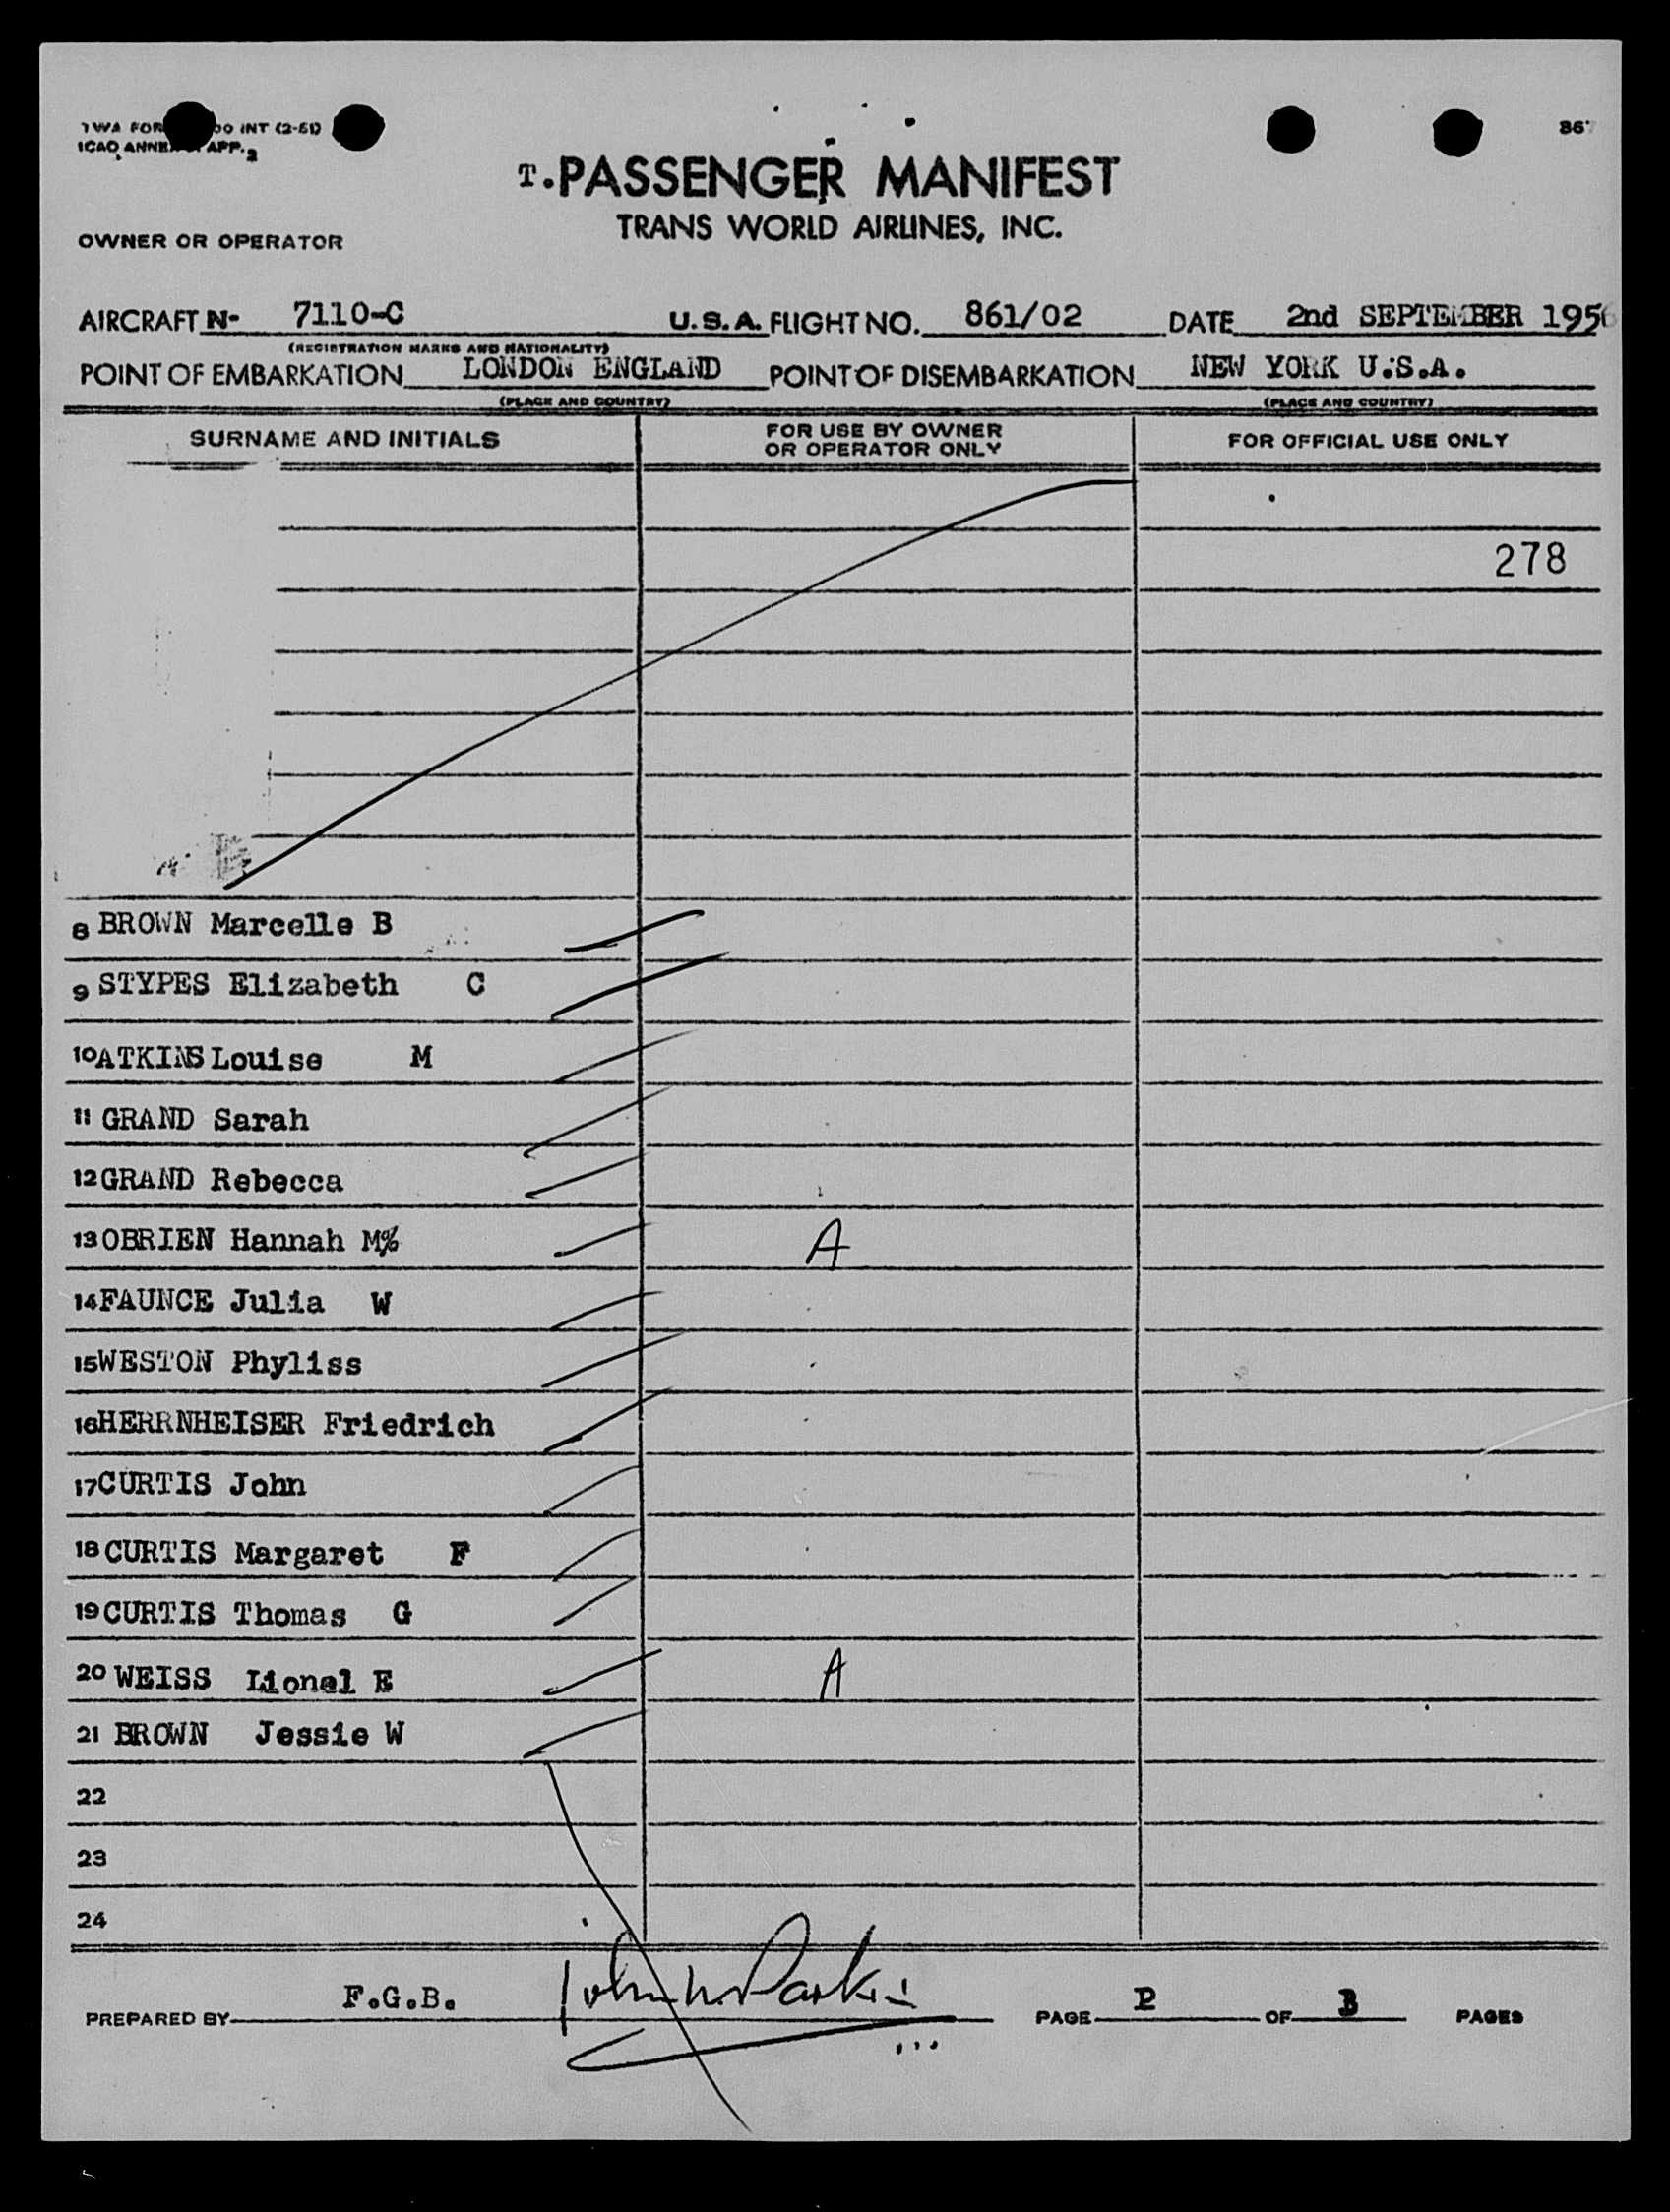 TWA FOR INT (2-51)
ICAO ANNEX APP. 2
867
T. PASSENGER MANIFEST
TRANS WORLD AIRLINES, INC.
OWNER OR OPERATOR
AIRCRAFT N- 7110-C U.S.A. FLIGHT NO. 861/02 DATE 2nd SEPTEMBER 1956
(REGISTRATION MARKS AND NATIONALITY)
POINT OF EMBARKATION LONDON ENGLAND POINT OF DISEMBARKATION NEW YORK U.S.A.
(PLACE AND COUNTRY) (PLACE AND COUNTRY)
SURNAME AND INITIALS FOR USE BY OWNER OR OPERATOR ONLY FOR OFFICIAL USE ONLY
278
8 BROWN Marcelle B
9 STYPES Elizabeth C
10 ATKINS Louise M
11 GRAND Sarah
12 GRAND Rebecca
13 OBRIEN Hannah M% A
14 FAUNCE Julia W
15 WESTON Phyliss
16 HERRNHEISER Friedrich
17 CURTIS John
18 CURTIS Margaret F
19 CURTIS Thomas G
20 WEISS Lionel E A
21 BROWN Jessie W
22
23
24
PREPARED BY F.G.B. PAGE 2 OF 3 PAGES